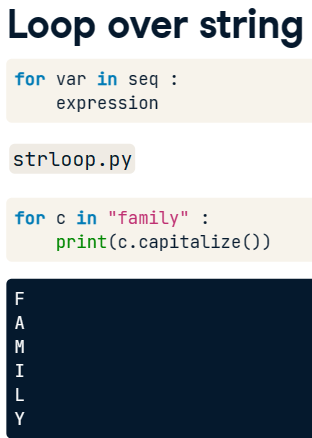 Loop over string
for var in seq :
    expression
strloop.py
for c in "family" :
    print(c.capitalize())
F
A
M
I
L
Y